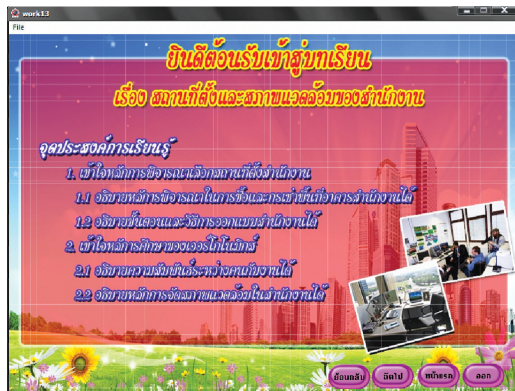 work13
File
ยินดีต้อนรับเข้าสู่บทเรียน
เรื่อง สถานที่ตั้งและสภาพแวดล้อมของสำนักงาน
จุดประสงค์การเรียนรู้
1. เข้าใจหลักการพิจารณาเลือกสถานที่ตั้งสำนักงาน
1.1 อธิบายหลักการพิจารณาในการซื้อและการเช่าพื้นที่อาคารสำนักงานได้
1.2 อธิบายขั้นตอนและวิธีการออกแบบสำนักงานได้
2. เข้าใจหลักการศึกษาของเออร์โกโนมิกส์
2.1 อธิบายความสัมพันธ์ระหว่างคนกับงานได้
2.2 อธิบายหลักการจัดสภาพแวดล้อมในสำนักงานได้
ย้อนกลับ ถัดไป หน้าแรก ออก